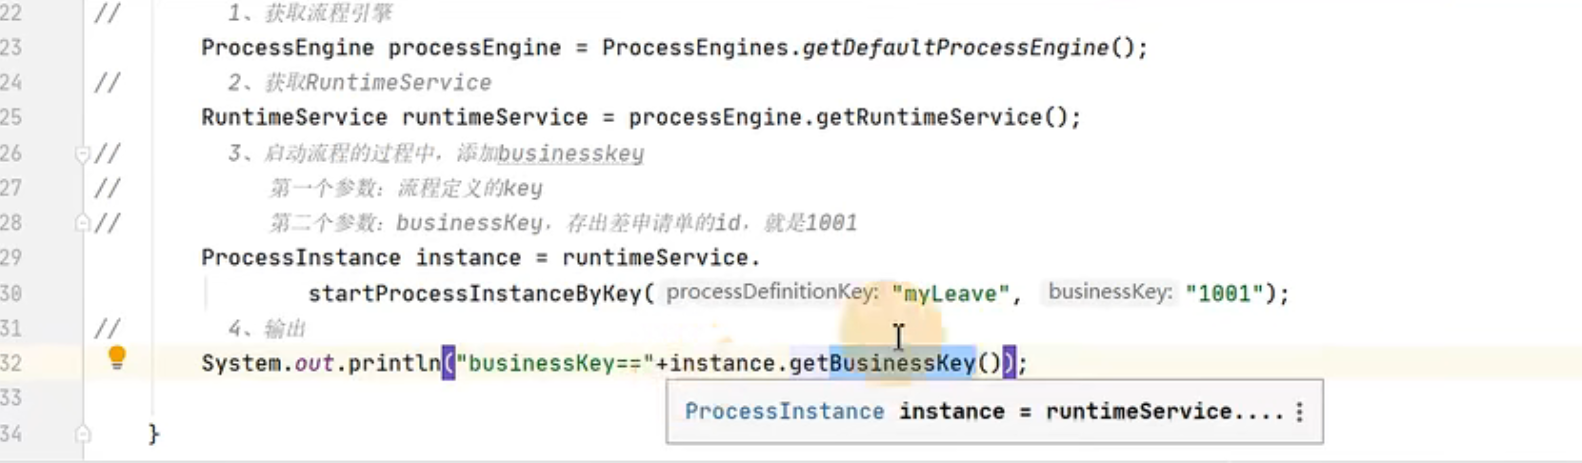 22 // 1、获取流程引擎
23 ProcessEngine processEngine = ProcessEngines.getDefaultProcessEngine();
24 // 2、获取RuntimeService
25 RuntimeService runtimeService = processEngine.getRuntimeService();
26 // 3、启动流程的过程中，添加businesskey
27 // 第一个参数：流程定义的key
28 // 第二个参数：businessKey，存出差申请单的id，就是1001
29 ProcessInstance instance = runtimeService.
30 startProcessInstanceByKey( processDefinitionKey: "myLeave", businessKey: "1001");
31 // 4、输出
32 System.out.println("businessKey=="+instance.getBusinessKey());
33
ProcessInstance instance = runtimeService....
34 }